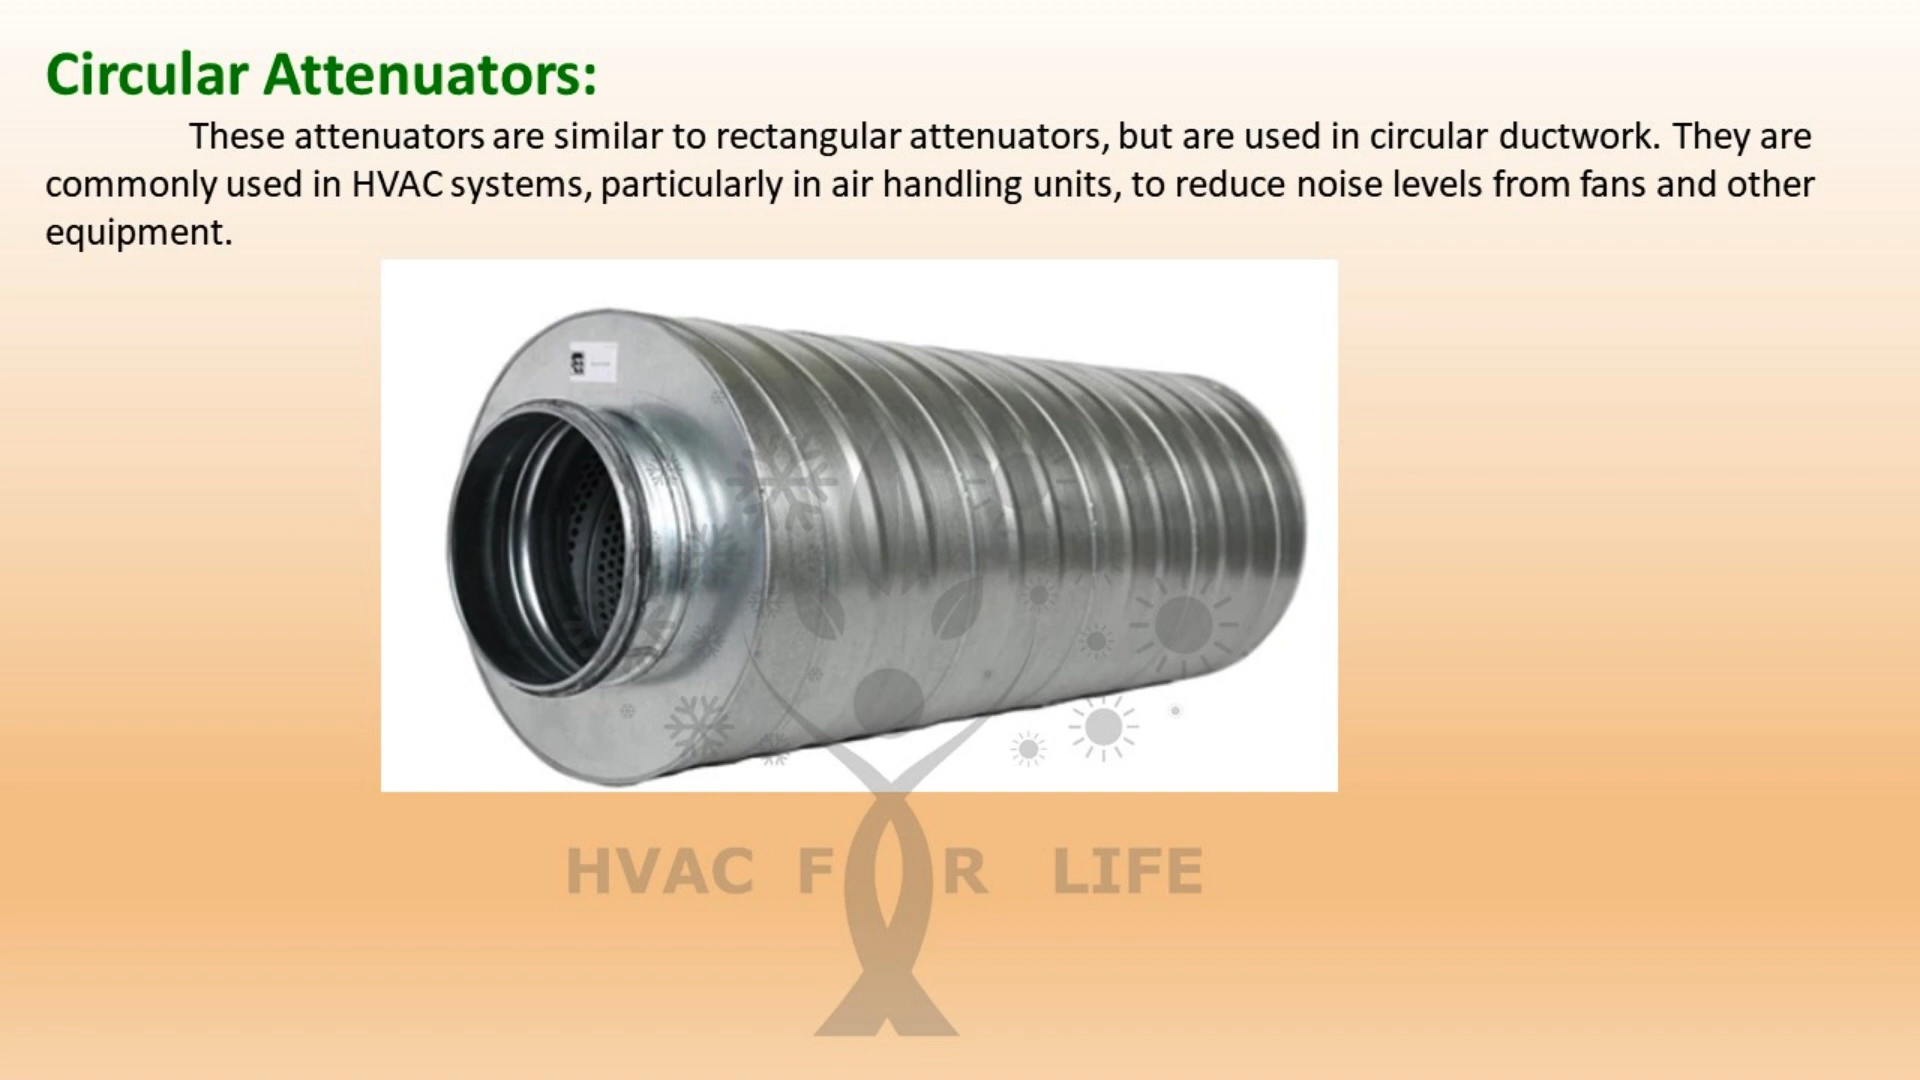 Circular Attenuators:
These attenuators are similar to rectangular attenuators, but are used in circular ductwork. They are
commonly used in HVAC systems, particularly in air handling units, to reduce noise levels from fans and other
equipment.
HVAC FOR LIFE